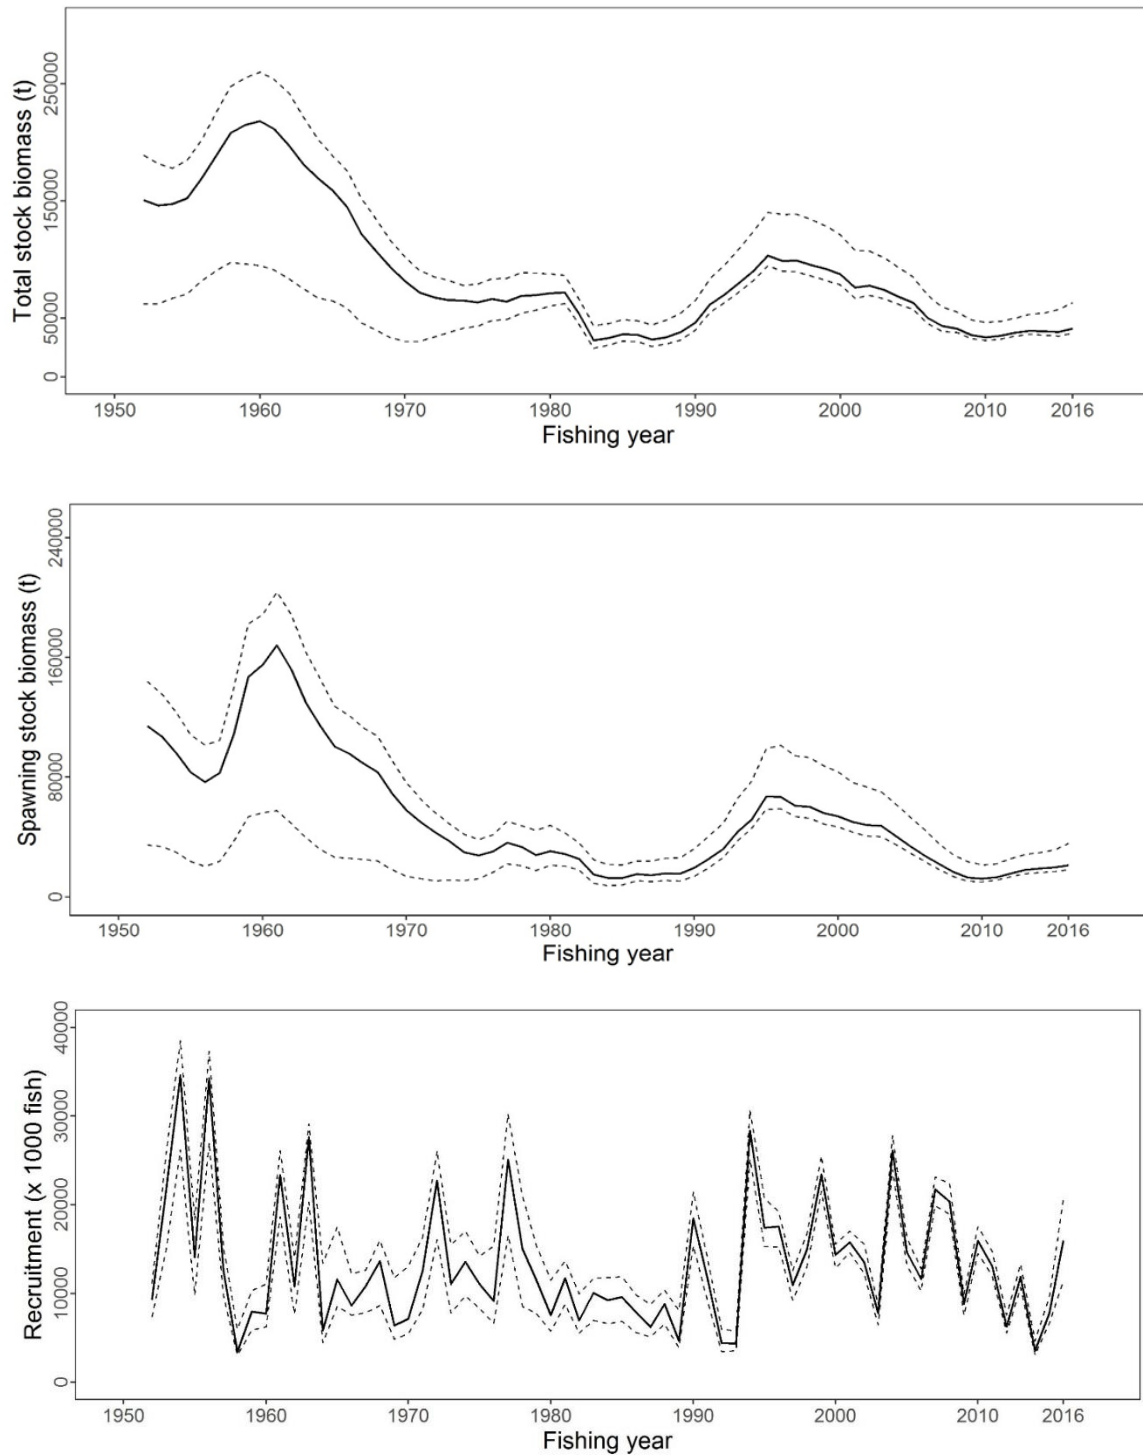 Total stock biomass (t)
250000
150000
50000
0
1950 1960 1970 1980 1990 2000 2010 2016
Fishing year
Spawning stock biomass (t)
240000
160000
80000
0
1950 1960 1970 1980 1990 2000 2010 2016
Fishing year
Recruitment (x 1000 fish)
40000
30000
20000
10000
0
1950 1960 1970 1980 1990 2000 2010 2016
Fishing year